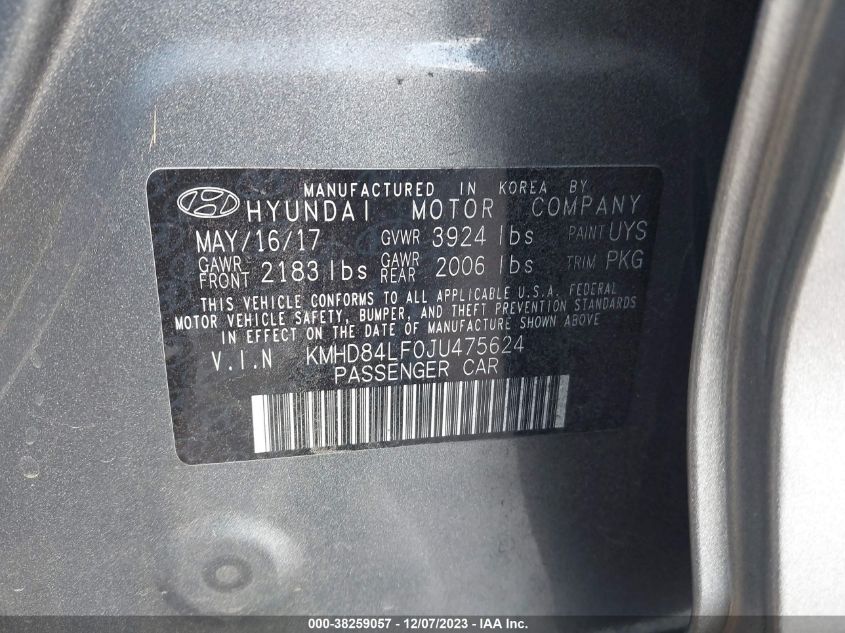 MANUFACTURED IN KOREA BY
HYUNDAI MOTOR COMPANY
MAY/16/17 GVWR 3924 lbs PAINT UYS
GAWR FRONT 2183 lbs GAWR REAR 2006 lbs TRIM PKG
THIS VEHICLE CONFORMS TO ALL APPLICABLE U.S.A. FEDERAL
MOTOR VEHICLE SAFETY, BUMPER, AND THEFT PREVENTION STANDARDS
IN EFFECT ON THE DATE OF MANUFACTURE SHOWN ABOVE
V.I.N KMHD84LF0JU475624
PASSENGER CAR
000-38259057 - 12/07/2023 - IAA Inc.